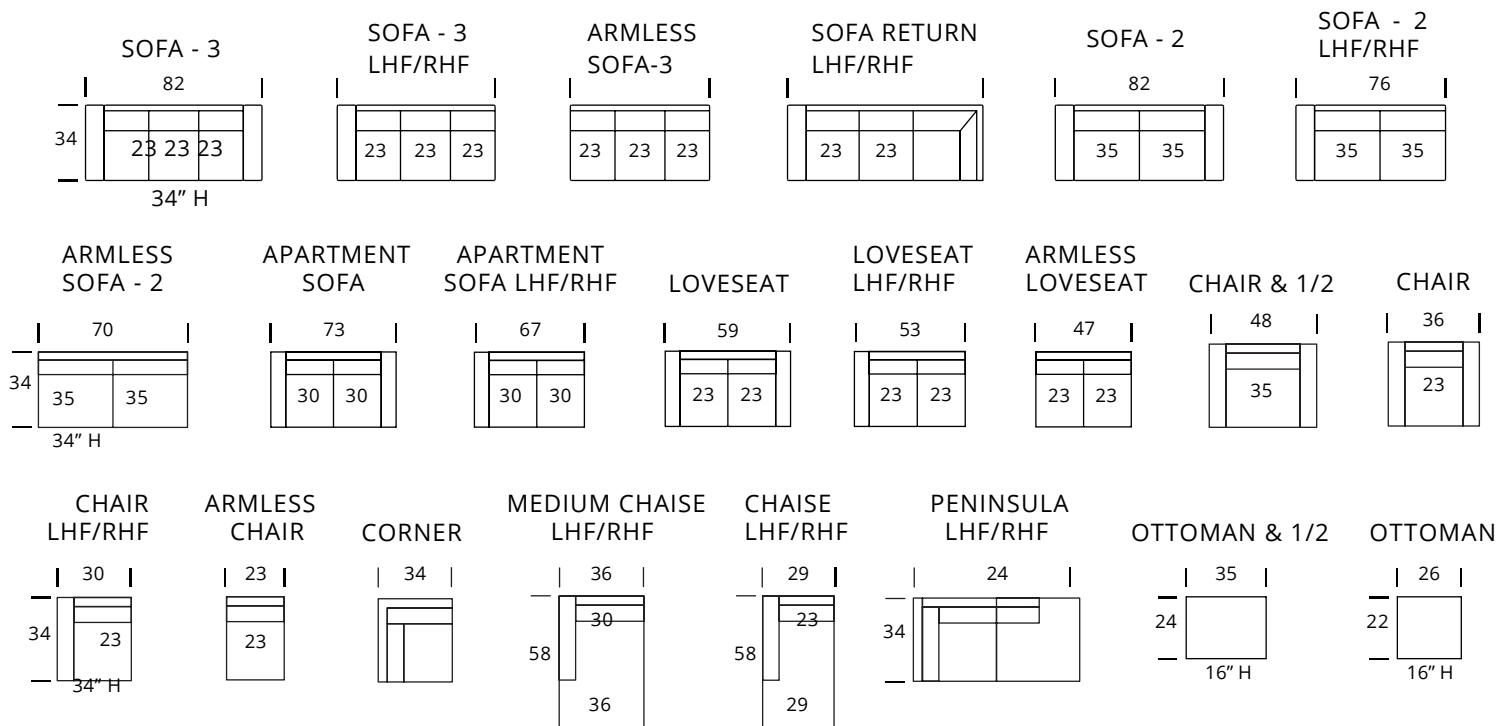 SOFA - 3
82
34
23 23 23
34” H
SOFA - 3
LHF/RHF
23 23 23
ARMLESS
SOFA-3
23 23 23
SOFA RETURN
LHF/RHF
23 23
SOFA - 2
82
35 35
SOFA - 2
LHF/RHF
76
35 35
ARMLESS
SOFA - 2
70
34
35 35
34” H
APARTMENT
SOFA
73
30 30
APARTMENT
SOFA LHF/RHF
67
30 30
LOVESEAT
59
23 23
LOVESEAT
LHF/RHF
53
23 23
ARMLESS
LOVESEAT
47
23 23
CHAIR & 1/2
48
35
CHAIR
36
23
CHAIR
LHF/RHF
30
34
23
34” H
ARMLESS
CHAIR
23
23
CORNER
34
MEDIUM CHAISE
LHF/RHF
36
30
58
36
CHAISE
LHF/RHF
29
23
58
29
PENINSULA
LHF/RHF
24
34
OTTOMAN & 1/2
35
24
16” H
OTTOMAN
26
22
16” H